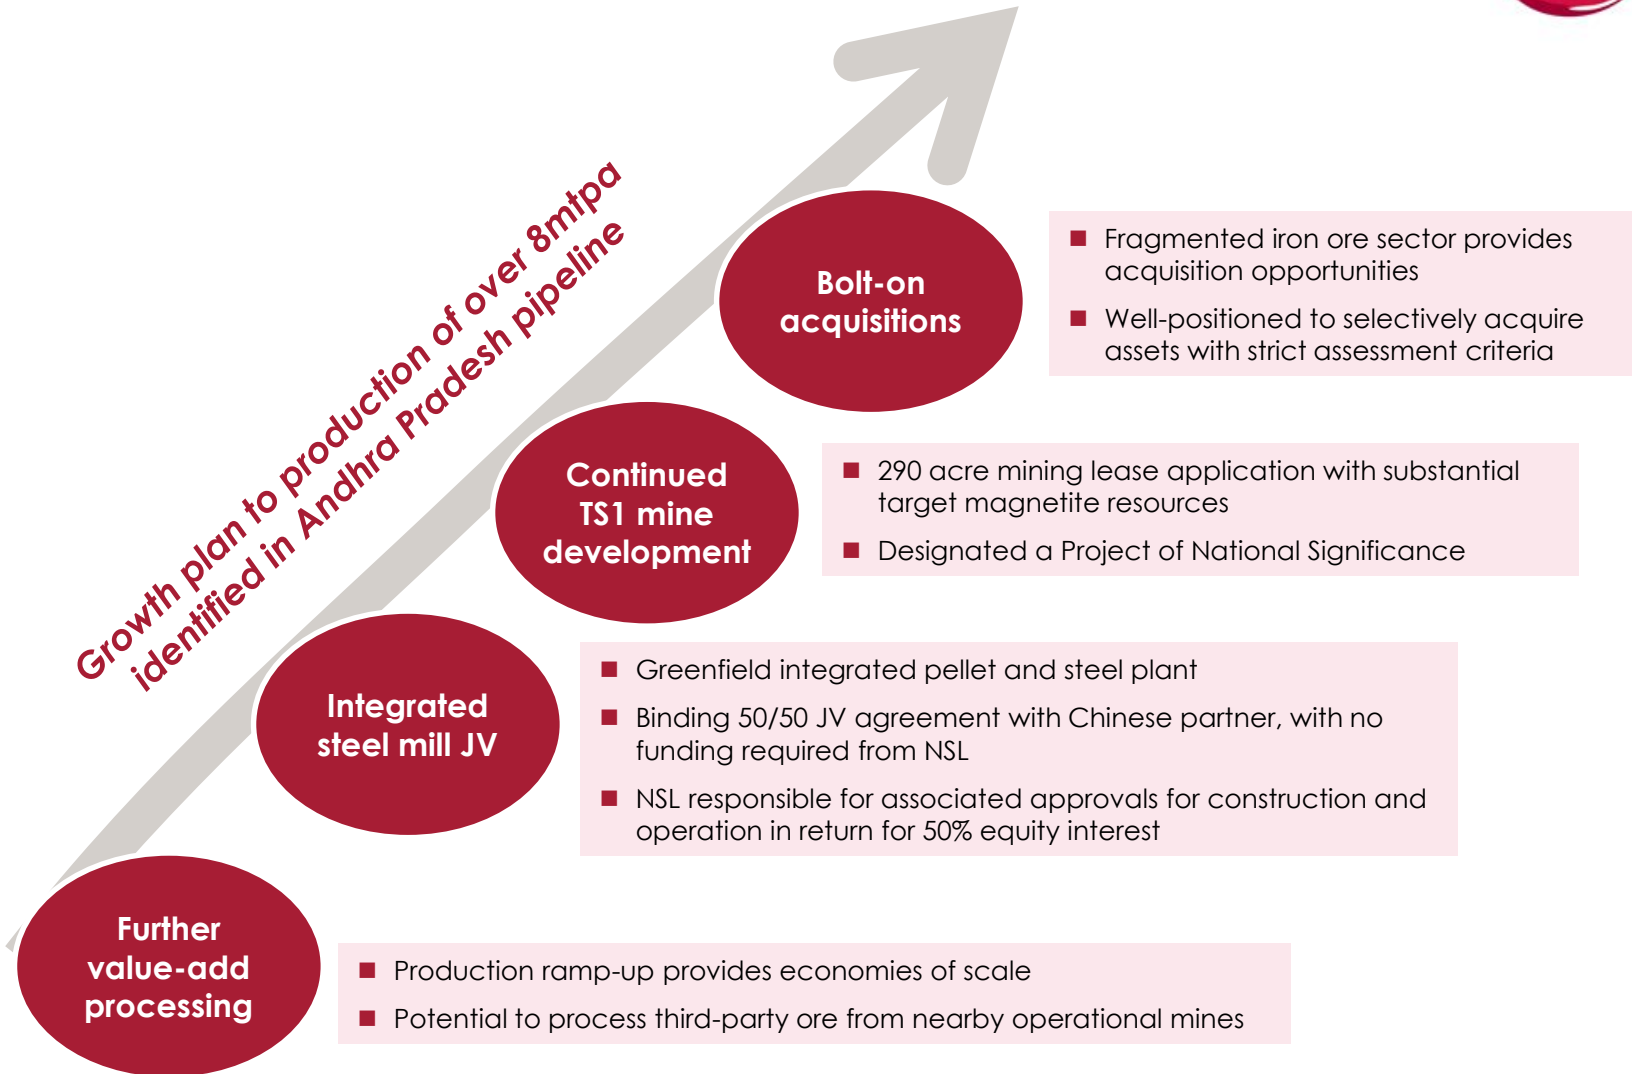 Growth plan to production of over 8mtpa
identified in Andhra Pradesh pipeline
Bolt-on
acquisitions
■ Fragmented iron ore sector provides
acquisition opportunities
■ Well-positioned to selectively acquire
assets with strict assessment criteria
Continued
TS1 mine
development
■ 290 acre mining lease application with substantial
target magnetite resources
■ Designated a Project of National Significance
Integrated
steel mill JV
■ Greenfield integrated pellet and steel plant
■ Binding 50/50 JV agreement with Chinese partner, with no
funding required from NSL
■ NSL responsible for associated approvals for construction and
operation in return for 50% equity interest
Further
value-add
processing
■ Production ramp-up provides economies of scale
■ Potential to process third-party ore from nearby operational mines